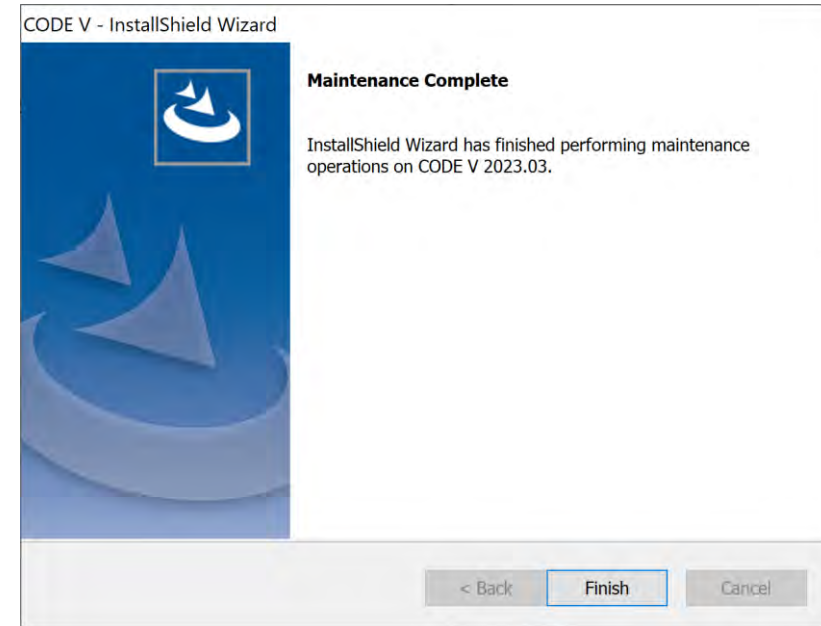 CODE V - InstallShield Wizard
Maintenance Complete
InstallShield Wizard has finished performing maintenance
operations on CODE V 2023.03.
< Back
Finish
Cancel